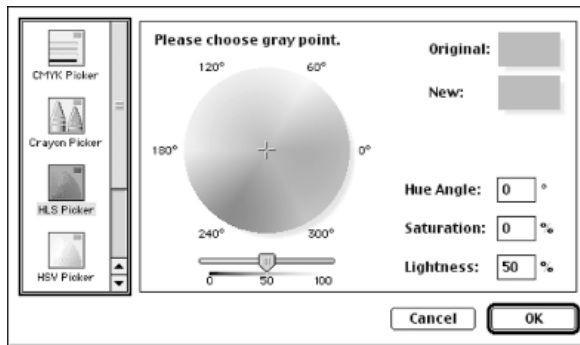 CMYK Picker
Crayon Picker
HLS Picker
HSV Picker
Please choose gray point.
120°
60°
180°
0°
240°
300°
0
50
100
Original:
New:
Hue Angle: 0 °
Saturation: 0 %
Lightness: 50 %
Cancel
OK